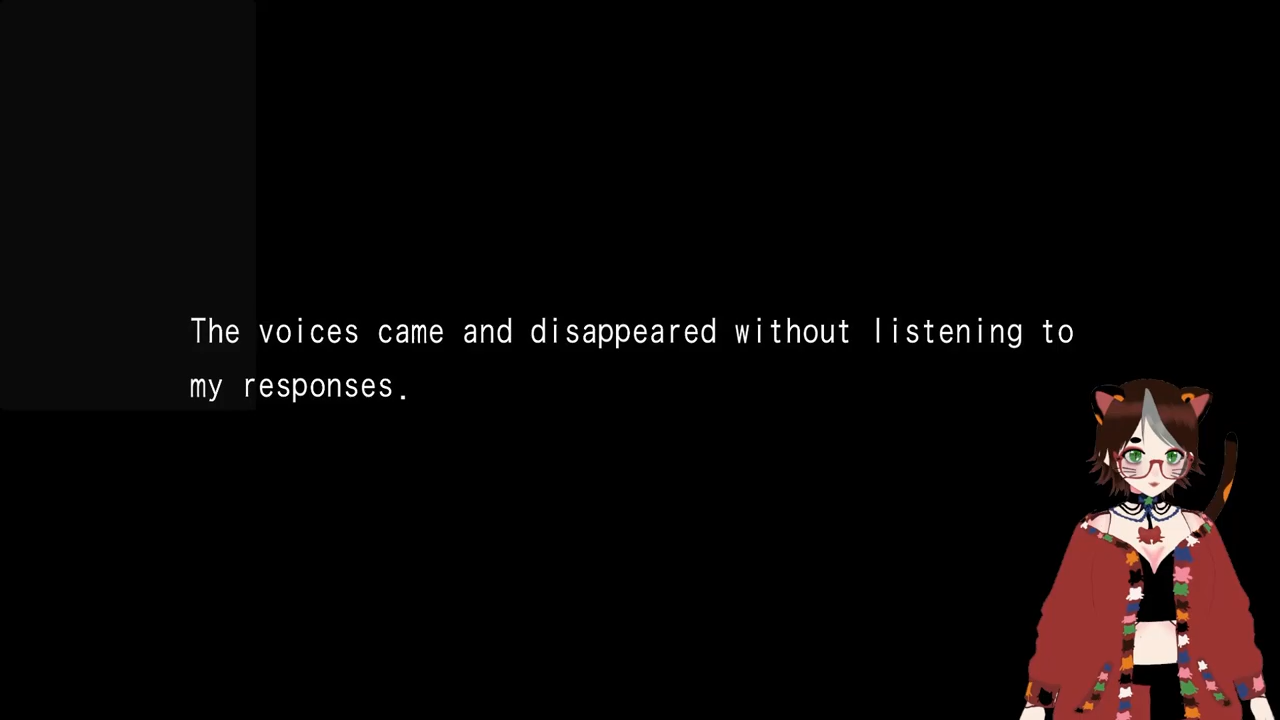 The voices came and disappeared without listening to
my responses.